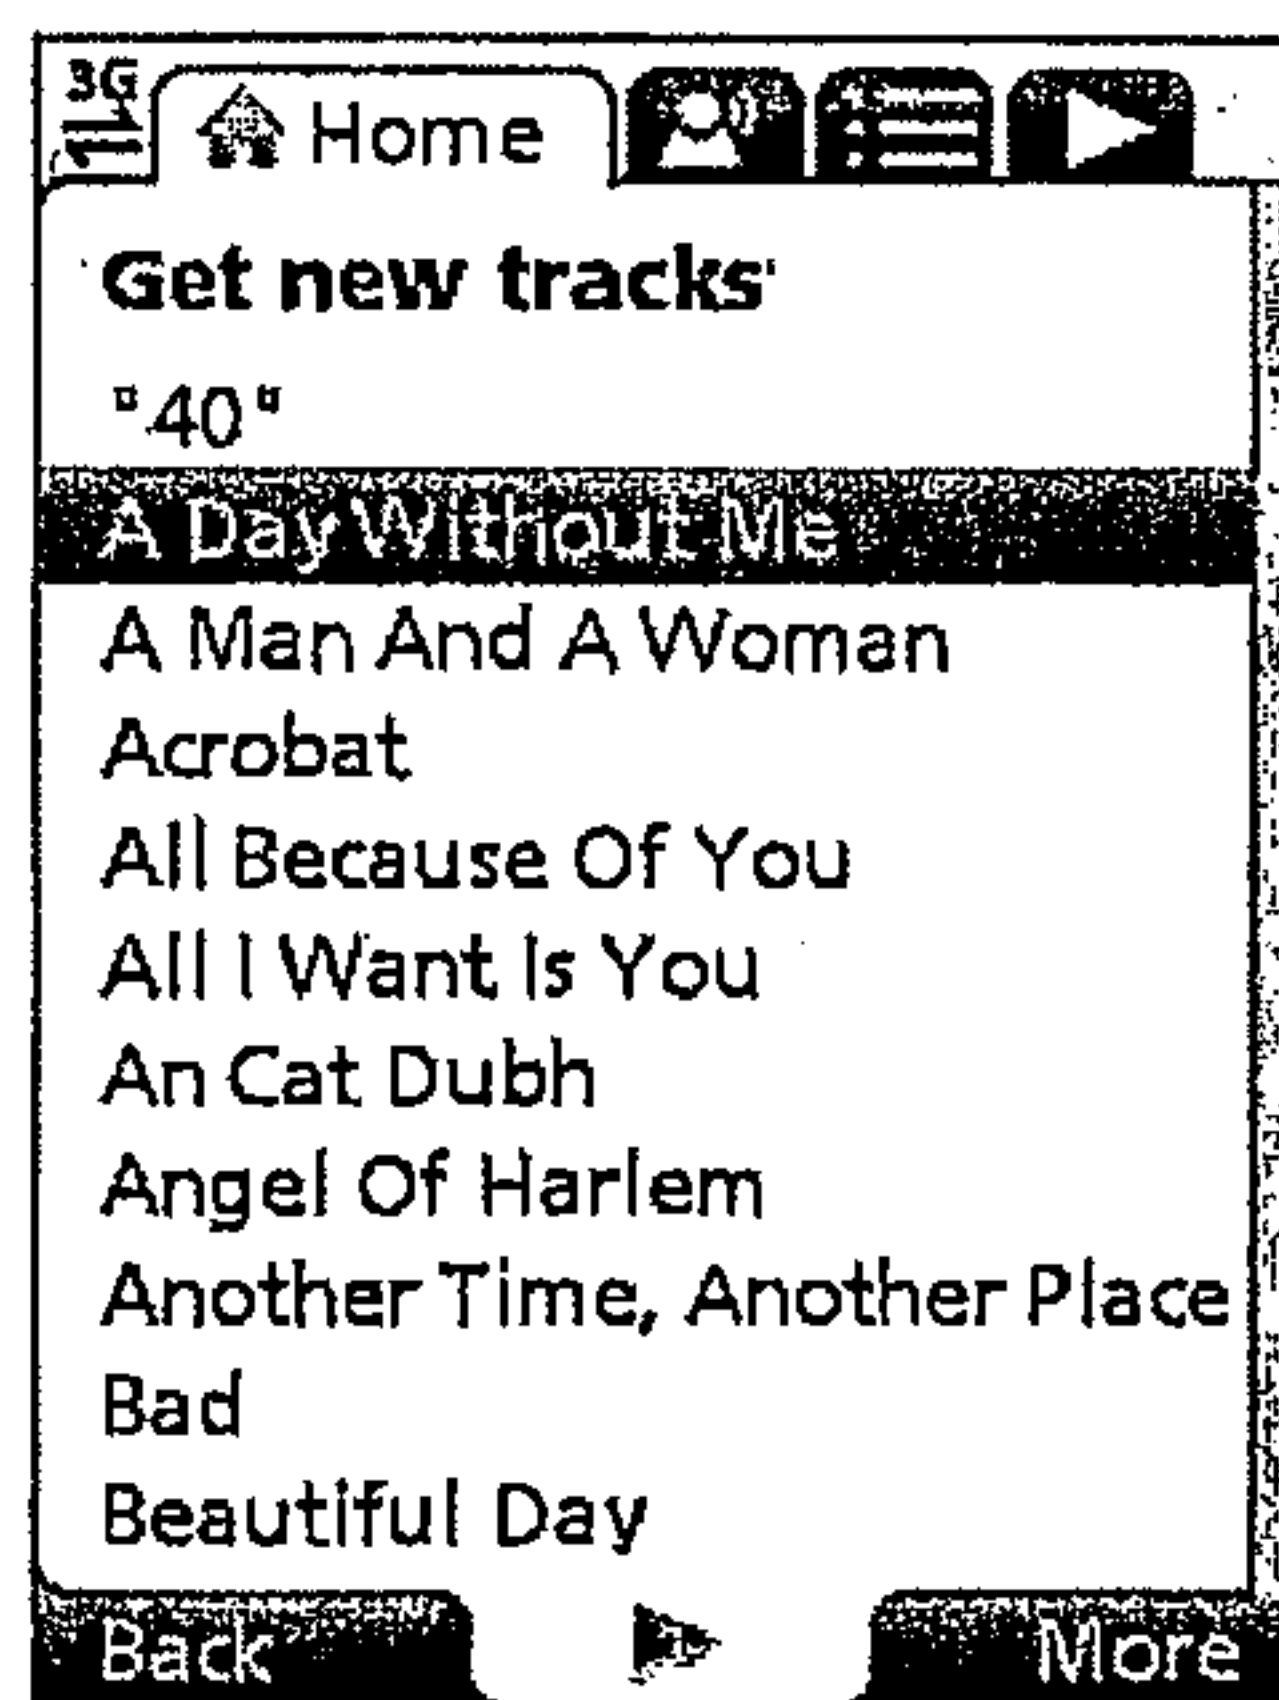 3G
Home
Get new tracks
"40"
A Day Without Me
A Man And A Woman
Acrobat
All Because Of You
All I Want Is You
An Cat Dubh
Angel Of Harlem
Another Time, Another Place
Bad
Beautiful Day
Back More